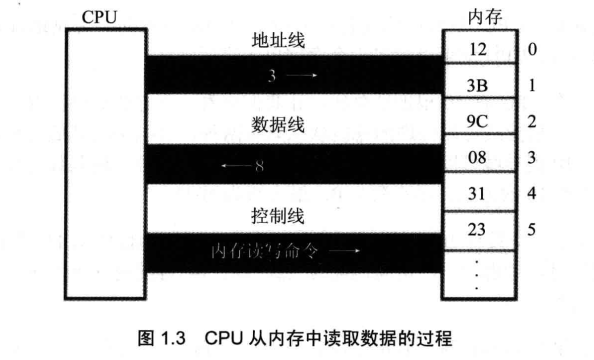 CPU
内存
地址线
3 →
数据线
← 8
控制线
内存读写命令 →
12 0
3B 1
9C 2
08 3
31 4
23 5
图 1.3 CPU 从内存中读取数据的过程